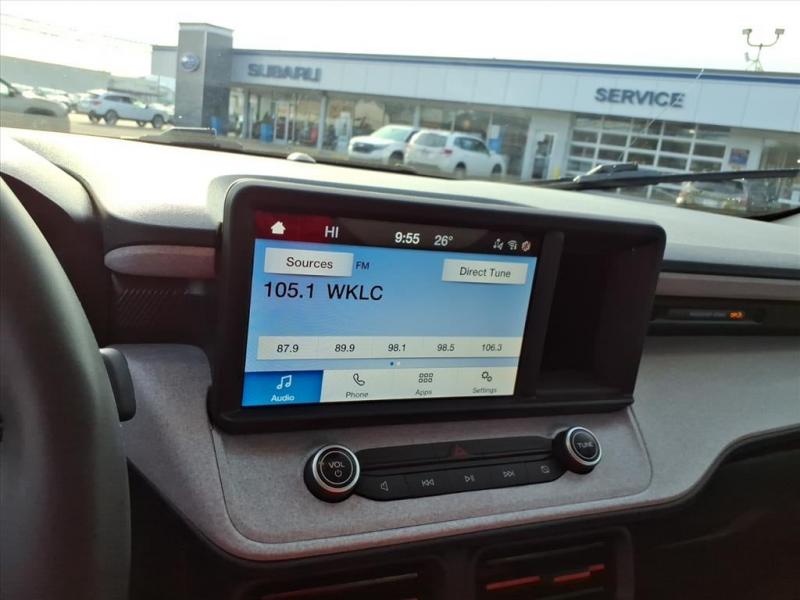 SUBARU
SERVICE
HI 9:55 26°
Sources FM Direct Tune
105.1 WKLC
87.9 89.9 98.1 98.5 106.3
Audio Phone Apps Settings
VOL TUNE